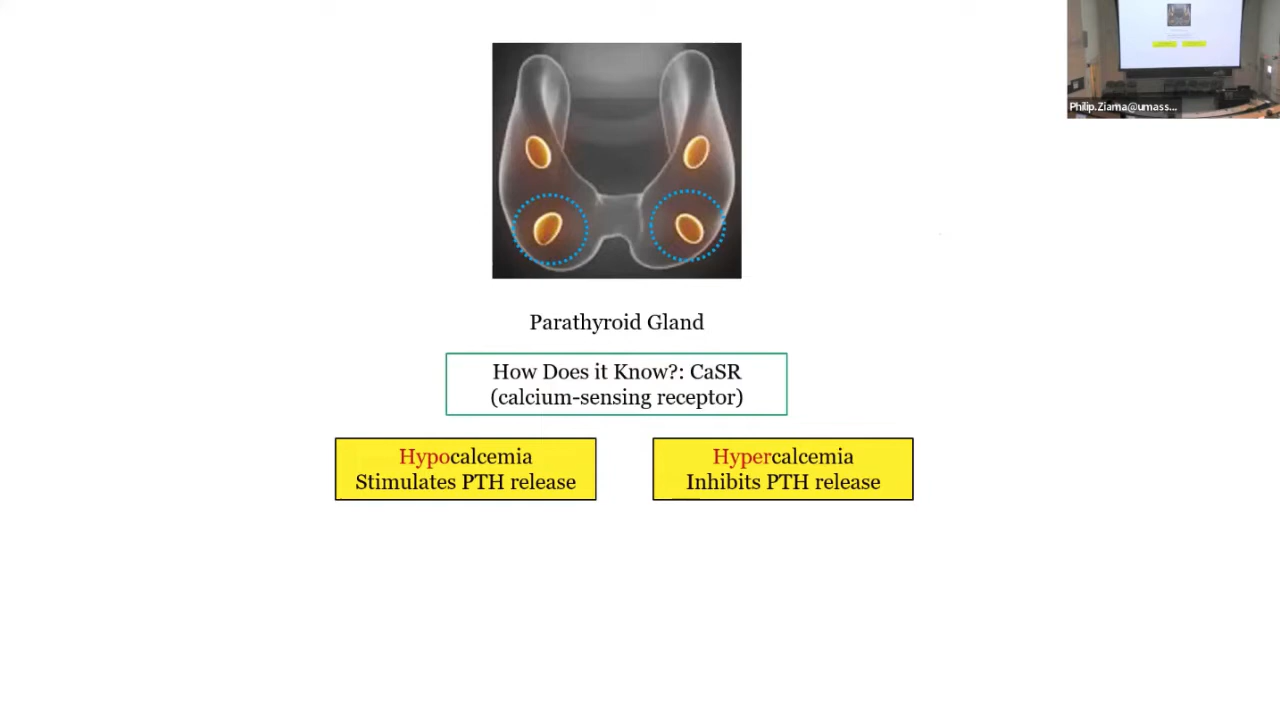 Philip.Ziama@umass...
Parathyroid Gland
How Does it Know?: CaSR
(calcium-sensing receptor)
Hypocalcemia
Stimulates PTH release
Hypercalcemia
Inhibits PTH release